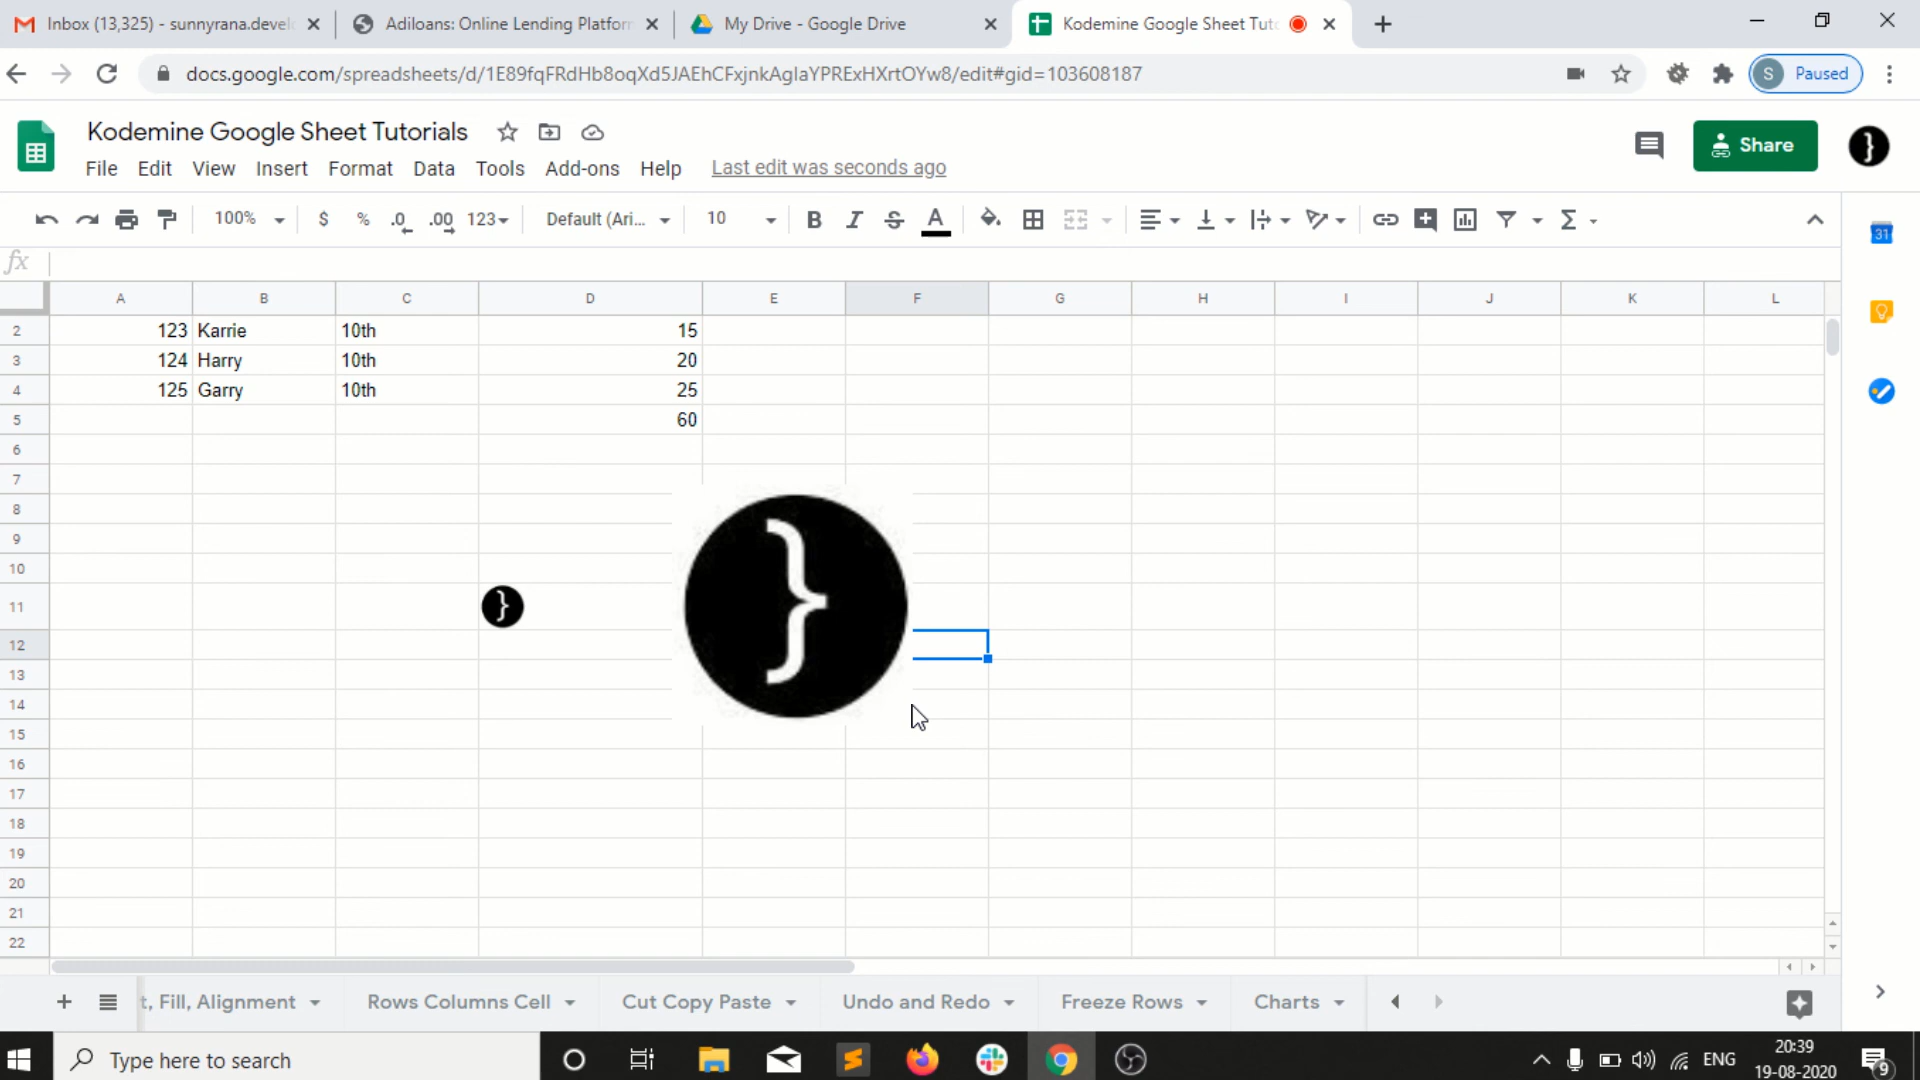 Inbox (13,325) - sunnyrana.devel
Adiloans: Online Lending Platform
My Drive - Google Drive
Kodemine Google Sheet Tut
docs.google.com/spreadsheets/d/1E89fqFRdHb8oqXd5JAEhCFxjnkAglaYPRExHXrtOYw8/edit#gid=103608187
S Paused
Kodemine Google Sheet Tutorials
Share
File Edit View Insert Format Data Tools Add-ons Help Last edit was seconds ago
100% $ % .0 .00 123 Default (Ari... 10 B I S A Σ
31
fx
A B C D E F G H I J K L
2 123 Karrie 10th 15
3 124 Harry 10th 20
4 125 Garry 10th 25
5 60
6
7
8
9
10
11 }
12
13
14
15
16
17
18
19
20
21
22
t, Fill, Alignment Rows Columns Cell Cut Copy Paste Undo and Redo Freeze Rows Charts
Type here to search
ENG
20:39
19-08-2020
9